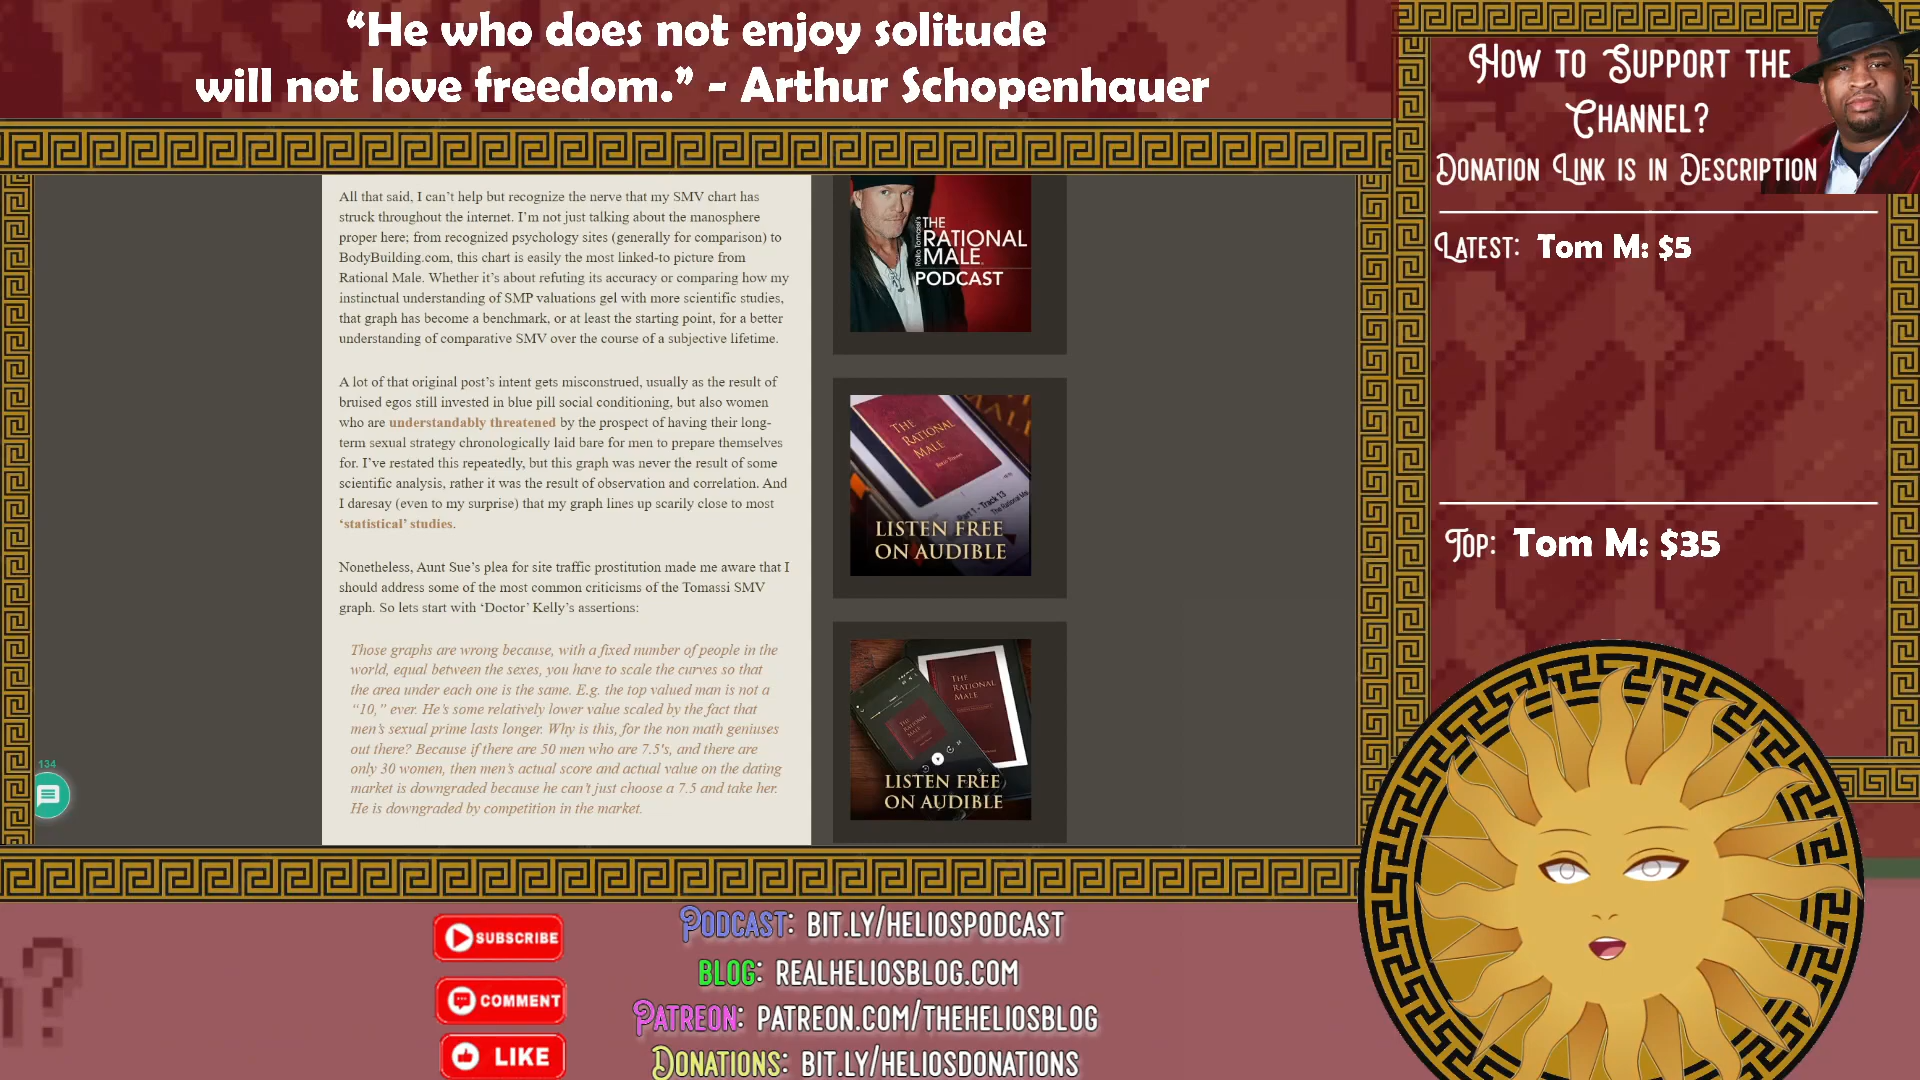 “He who does not enjoy solitude
will not love freedom.” - Arthur Schopenhauer
How to Support the
Channel?
Donation Link is in Description
Latest: Tom M: $5
Top: Tom M: $35
All that said, I can’t help but recognize the nerve that my SMV chart has
struck throughout the internet. I’m not just talking about the manosphere
proper here; from recognized psychology sites (generally for comparison) to
BodyBuilding.com, this chart is easily the most linked-to picture from
Rational Male. Whether it’s about refuting its accuracy or comparing how my
instinctual understanding of SMP valuations gel with more scientific studies,
that graph has become a benchmark, or at least the starting point, for a better
understanding of comparative SMV over the course of a subjective lifetime.
A lot of that original post’s intent gets misconstrued, usually as the result of
bruised egos still invested in blue pill social conditioning, but also women
who are understandably threatened by the prospect of having their long-
term sexual strategy chronologically laid bare for men to prepare themselves
for. I’ve restated this repeatedly, but this graph was never the result of some
scientific analysis, rather it was the result of observation and correlation. And
I daresay (even to my surprise) that my graph lines up scarily close to most
‘statistical’ studies.
Nonetheless, Aunt Sue’s plea for site traffic prostitution made me aware that I
should address some of the most common criticisms of the Tomassi SMV
graph. So lets start with ‘Doctor’ Kelly’s assertions:
Those graphs are wrong because, with a fixed number of people in the
world, equal between the sexes, you have to scale the curves so that
the area under each one is the same. E.g. the top valued man is not a
“10,” ever. He’s some relatively lower value scaled by the fact that
men’s sexual prime lasts longer. Why is this, for the non math geniuses
out there? Because if there are 50 men who are 7.5's, and there are
only 30 women, then men’s actual score and actual value on the dating
market is downgraded because he can’t just choose a 7.5 and take her.
He is downgraded by competition in the market.
Rollo Tomassi's
THE
RATIONAL
MALE
PODCAST
THE
RATIONAL
MALE
Part 1 - Track 13
LISTEN FREE
ON AUDIBLE
THE
RATIONAL
MALE
LISTEN FREE
ON AUDIBLE
134
SUBSCRIBE
COMMENT
LIKE
Podcast: bit.ly/heliospodcast
Blog: realheliosblog.com
Patreon: patreon.com/theheliosblog
Donations: bit.ly/heliosdonations
?